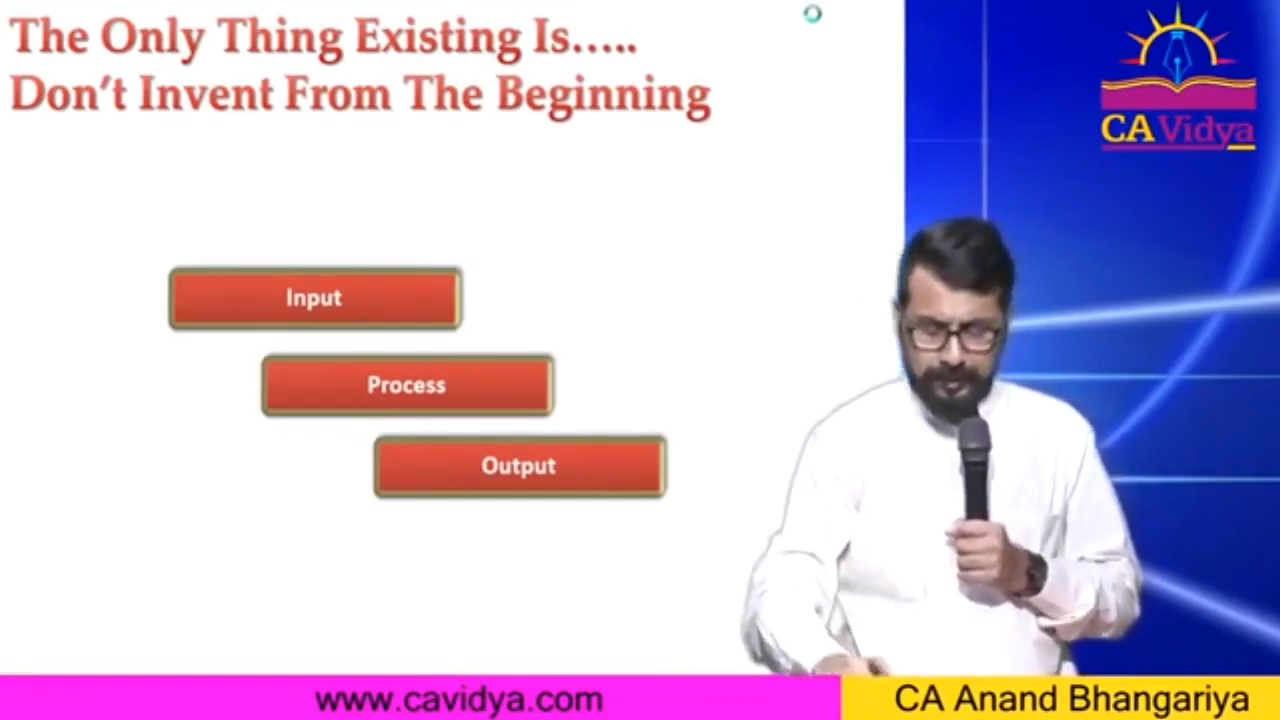 The Only Thing Existing Is.....
Don't Invent From The Beginning
CA Vidya
Input
Process
Output
www.cavidya.com
CA Anand Bhangariya